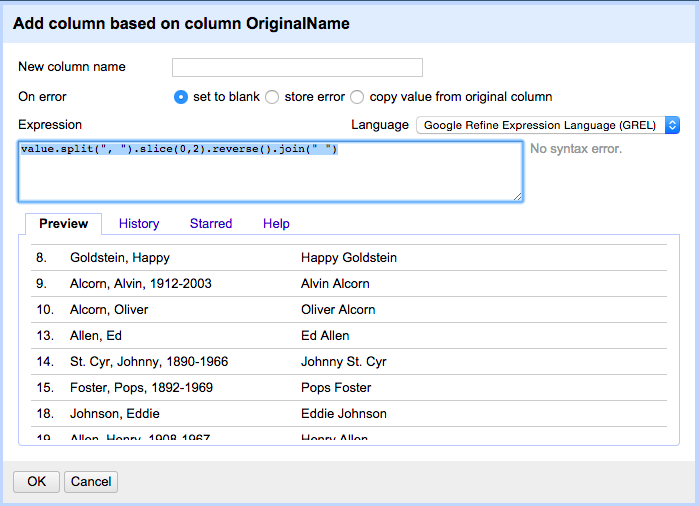 Add column based on column OriginalName
New column name
On error set to blank store error copy value from original column
Expression Language Google Refine Expression Language (GREL)
value.split(", ").slice(0,2).reverse().join(" ")
No syntax error.
Preview History Starred Help
8. Goldstein, Happy Happy Goldstein
9. Alcorn, Alvin, 1912-2003 Alvin Alcorn
10. Alcorn, Oliver Oliver Alcorn
13. Allen, Ed Ed Allen
14. St. Cyr, Johnny, 1890-1966 Johnny St. Cyr
15. Foster, Pops, 1892-1969 Pops Foster
18. Johnson, Eddie Eddie Johnson
19. Allen, Henry, 1908-1967 Henry Allen
OK Cancel